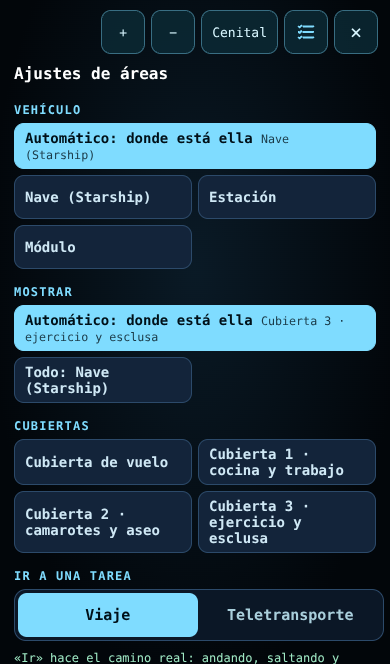 + − Cenital ×
Ajustes de áreas
VEHÍCULO
Automático: donde está ella Nave
(Starship)
Nave (Starship) Estación
Módulo
MOSTRAR
Automático: donde está ella Cubierta 3 ·
ejercicio y esclusa
Todo: Nave
(Starship)
CUBIERTAS
Cubierta de vuelo
Cubierta 1 ·
cocina y trabajo
Cubierta 2 ·
camarotes y aseo
Cubierta 3 ·
ejercicio y
esclusa
IR A UNA TAREA
Viaje Teletransporte
«Ir» hace el camino real: andando, saltando y